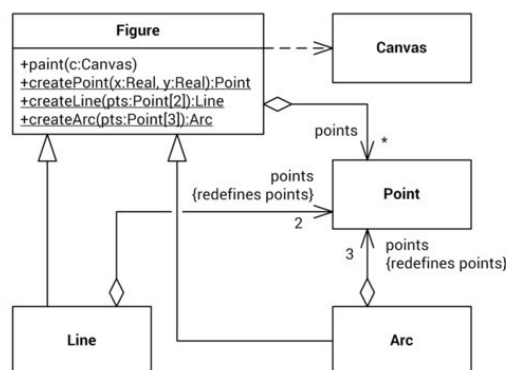 Figure
+paint(c:Canvas)
+createPoint(x:Real, y:Real):Point
+createLine(pts:Point[2]):Line
+createArc(pts:Point[3]):Arc
Canvas
points
*
points
{redefines points}
2
Point
3
points
{redefines points}
Line
Arc